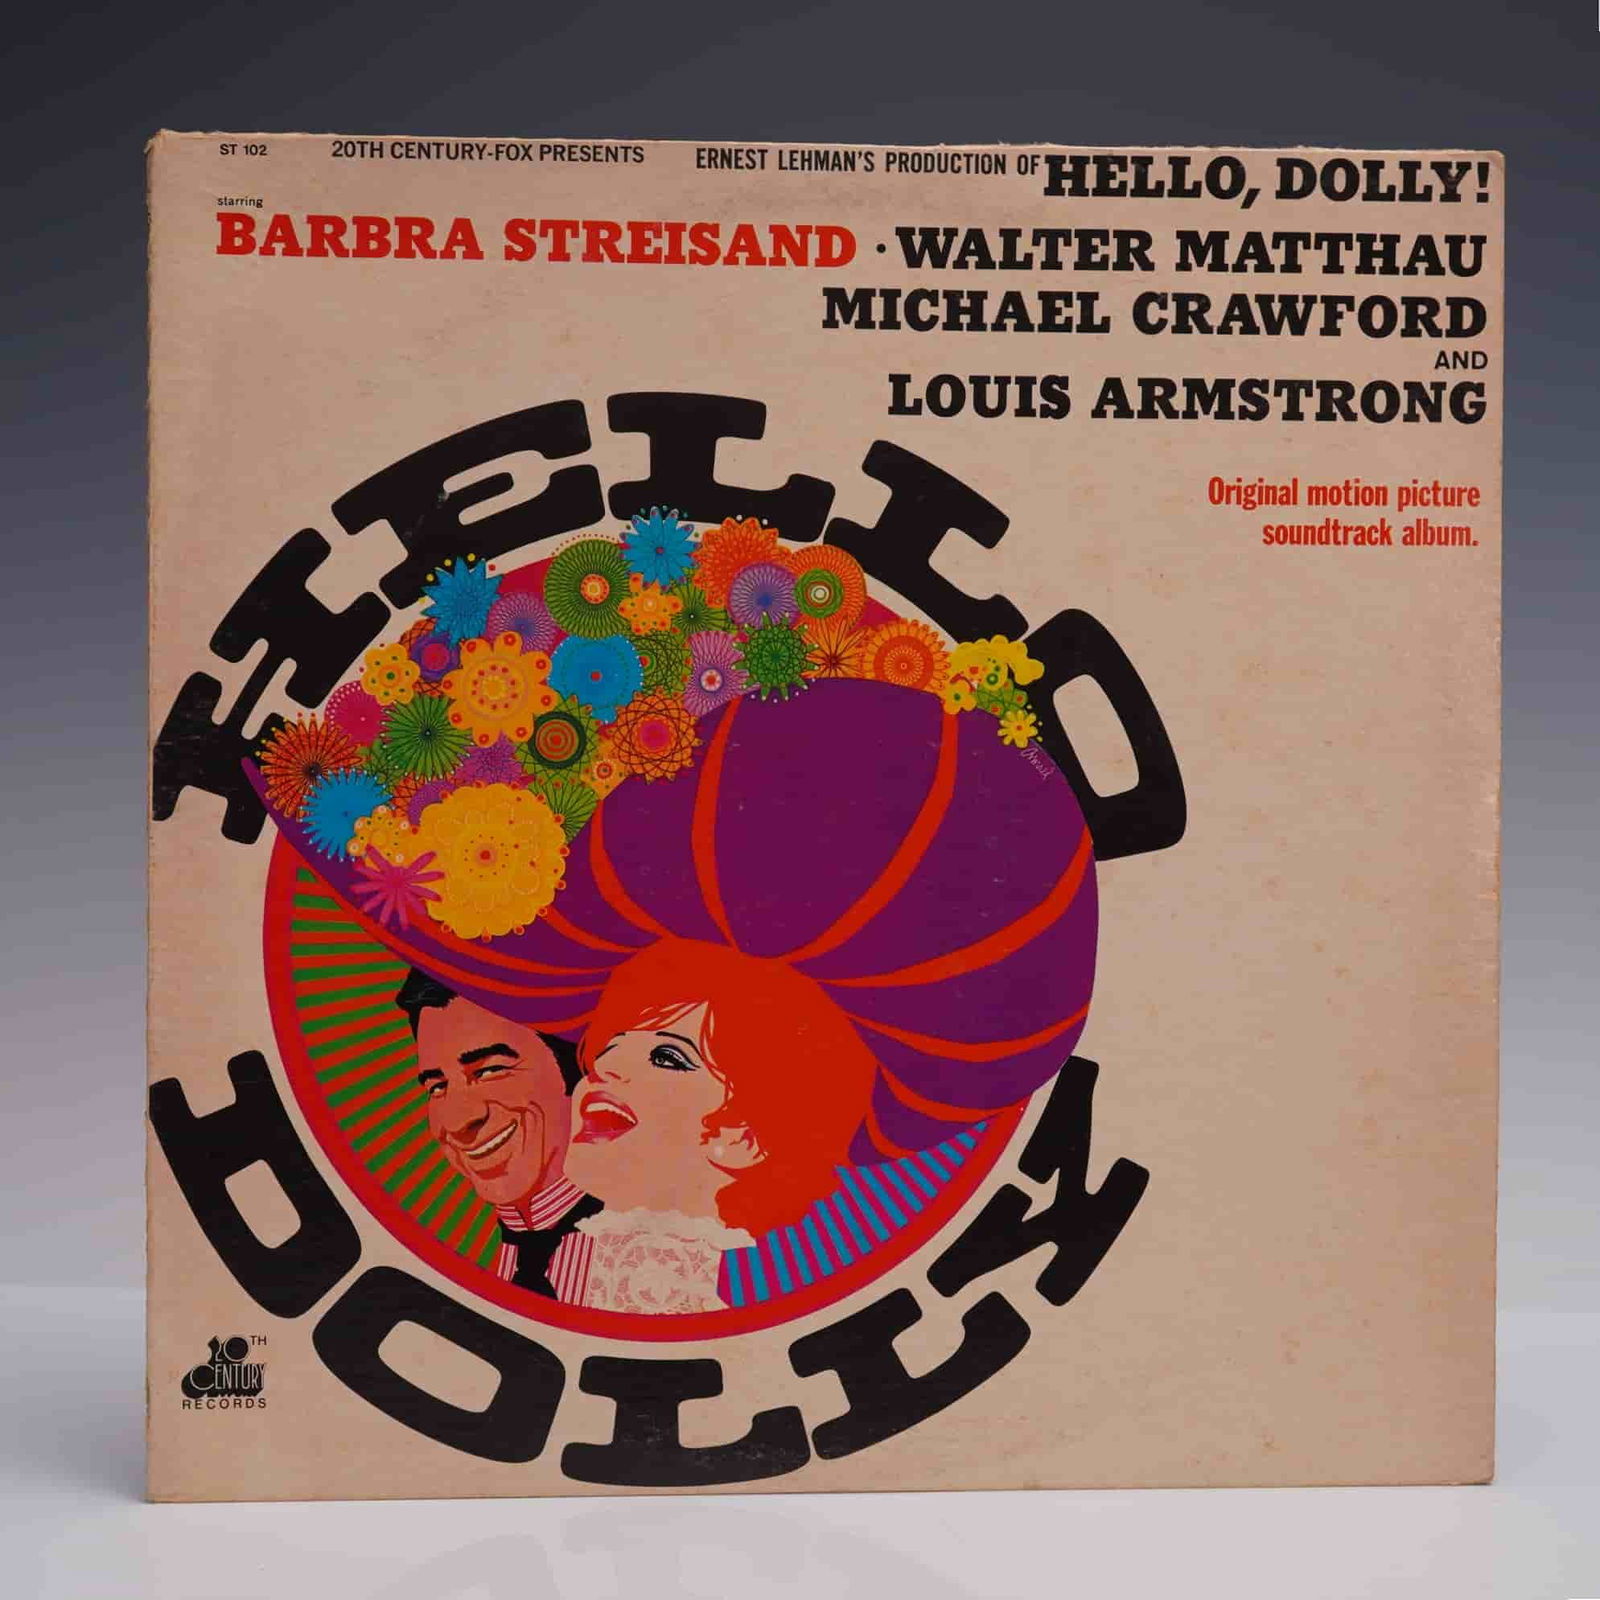 ST 102 20TH CENTURY-FOX PRESENTS ERNEST LEHMAN'S PRODUCTION OF HELLO, DOLLY!
starring
BARBRA STREISAND · WALTER MATTHAU
MICHAEL CRAWFORD
AND
LOUIS ARMSTRONG
Original motion picture
soundtrack album.
HELLO
DOLLY
20TH
CENTURY
RECORDS